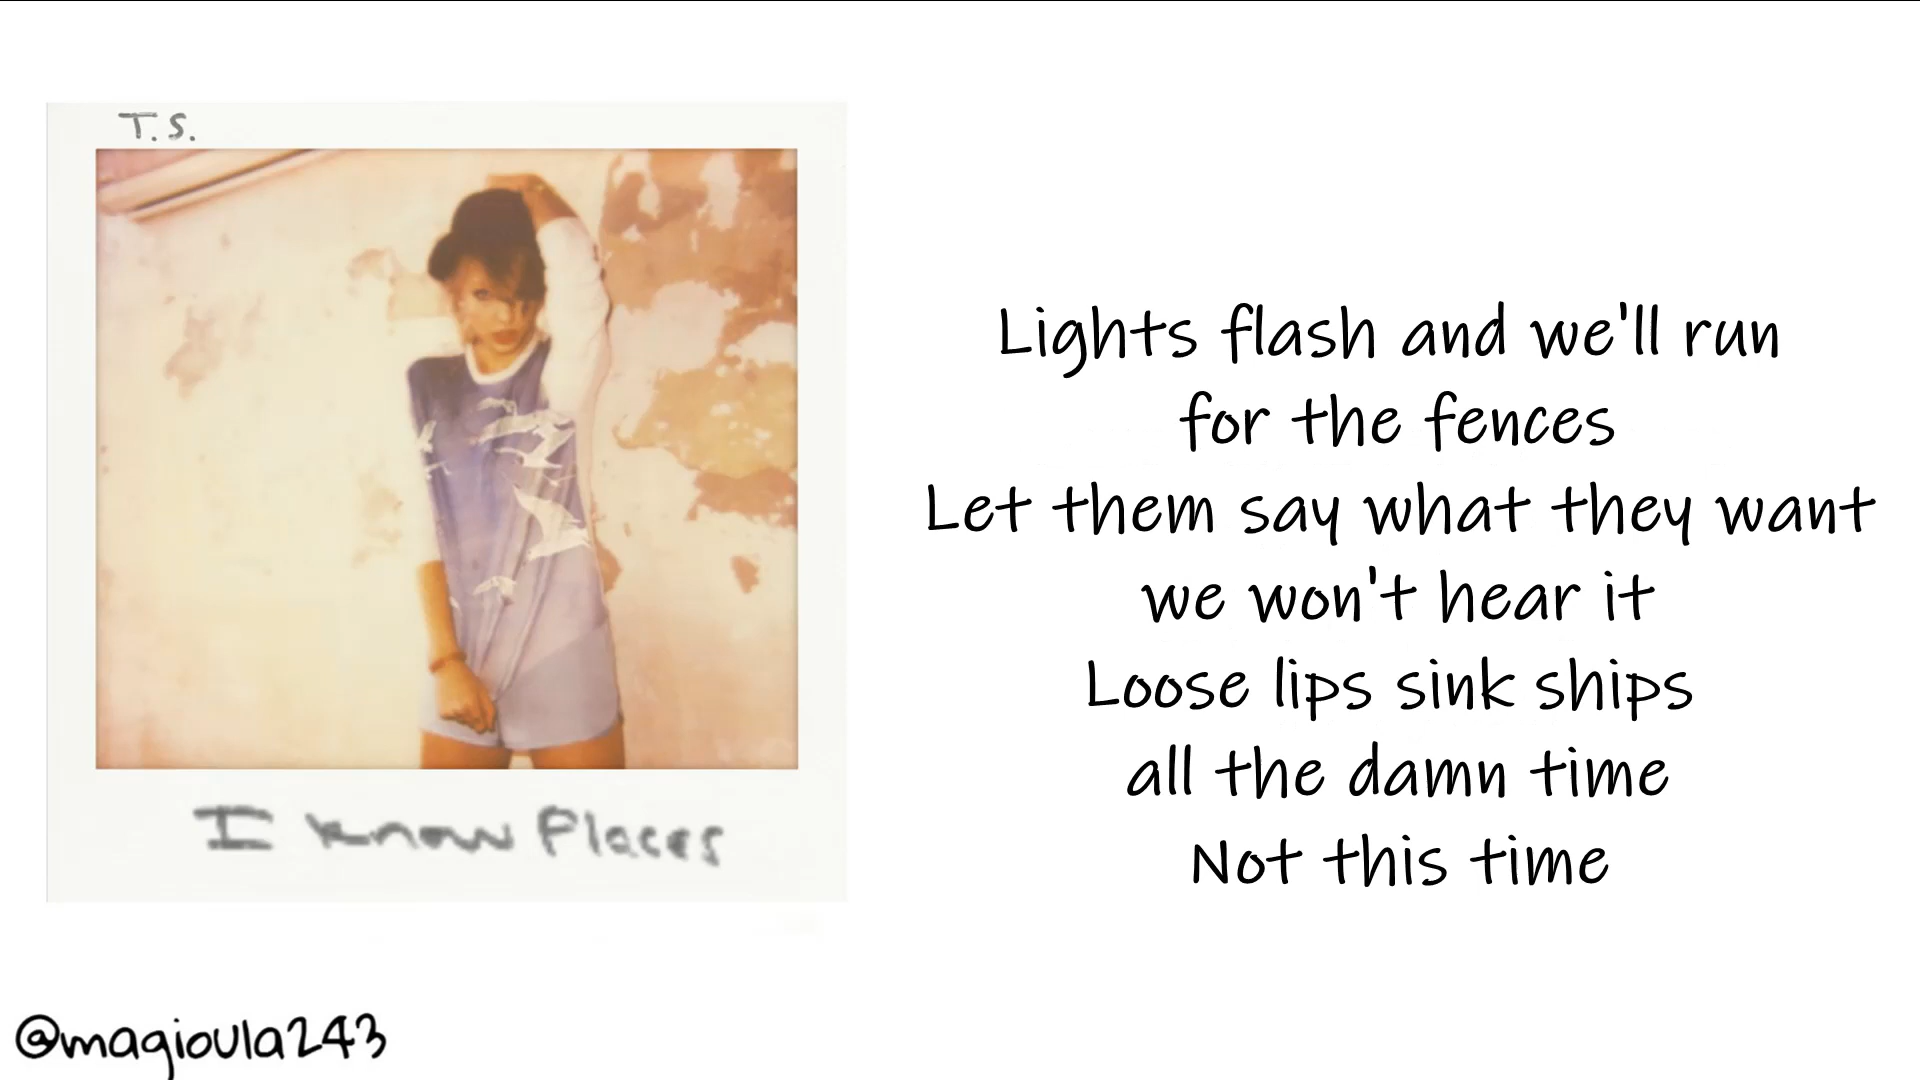 T.S.
I know Places
Lights flash and we'll run
for the fences
Let them say what they want
we won't hear it
Loose lips sink ships
all the damn time
Not this time
@magioula243